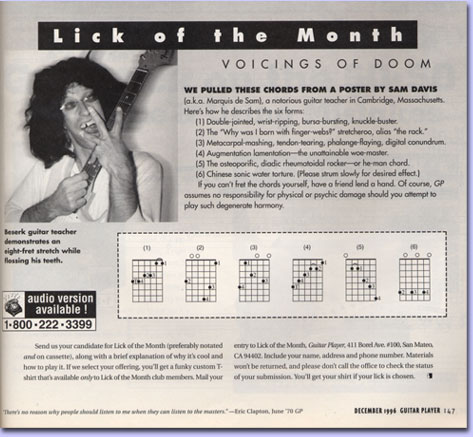 Lick of the Month
VOICINGS OF DOOM
WE PULLED THESE CHORDS FROM A POSTER BY SAM DAVIS
(a.k.a. Marquis de Sam), a notorious guitar teacher in Cambridge, Massachusetts.
Here's how he describes the six forms:
(1) Double-jointed, wrist-ripping, bursa-bursting, knuckle-buster.
(2) The "Why was I born with finger-webs?" stretcheroo, alias "the rack."
(3) Metacarpal-mashing, tendon-tearing, phalange-flaying, digital conundrum.
(4) Augmentation lamentation—the unattainable woe-master.
(5) The osteoporific, diadic rheumatoidal rocker—or he-man chord.
(6) Chinese sonic water torture. (Please strum slowly for desired effect.)
If you can't fret the chords yourself, have a friend lend a hand. Of course, GP
assumes no responsibility for physical or psychic damage should you attempt to
play such degenerate harmony.
Beserk guitar teacher
demonstrates an
eight-fret stretch while
flossing his teeth.
(1) (2) (3) (4) (5) (6)
audio version
available!
1•800•222•3399
Send us your candidate for Lick of the Month (preferably notated
and on cassette), along with a brief explanation of why it's cool and
how to play it. If we select your offering, you'll get a funky custom T-
shirt that's available only to Lick of the Month club members. Mail your
entry to Lick of the Month, Guitar Player, 411 Borel Ave. #100, San Mateo,
CA 94402. Include your name, address and phone number. Materials
won't be returned, and please don't call the office to check the status
of your submission. You'll get your shirt if your lick is chosen.
"There's no reason why people should listen to me when they can listen to the masters." —Eric Clapton, June '70 GP
DECEMBER 1996 GUITAR PLAYER 147